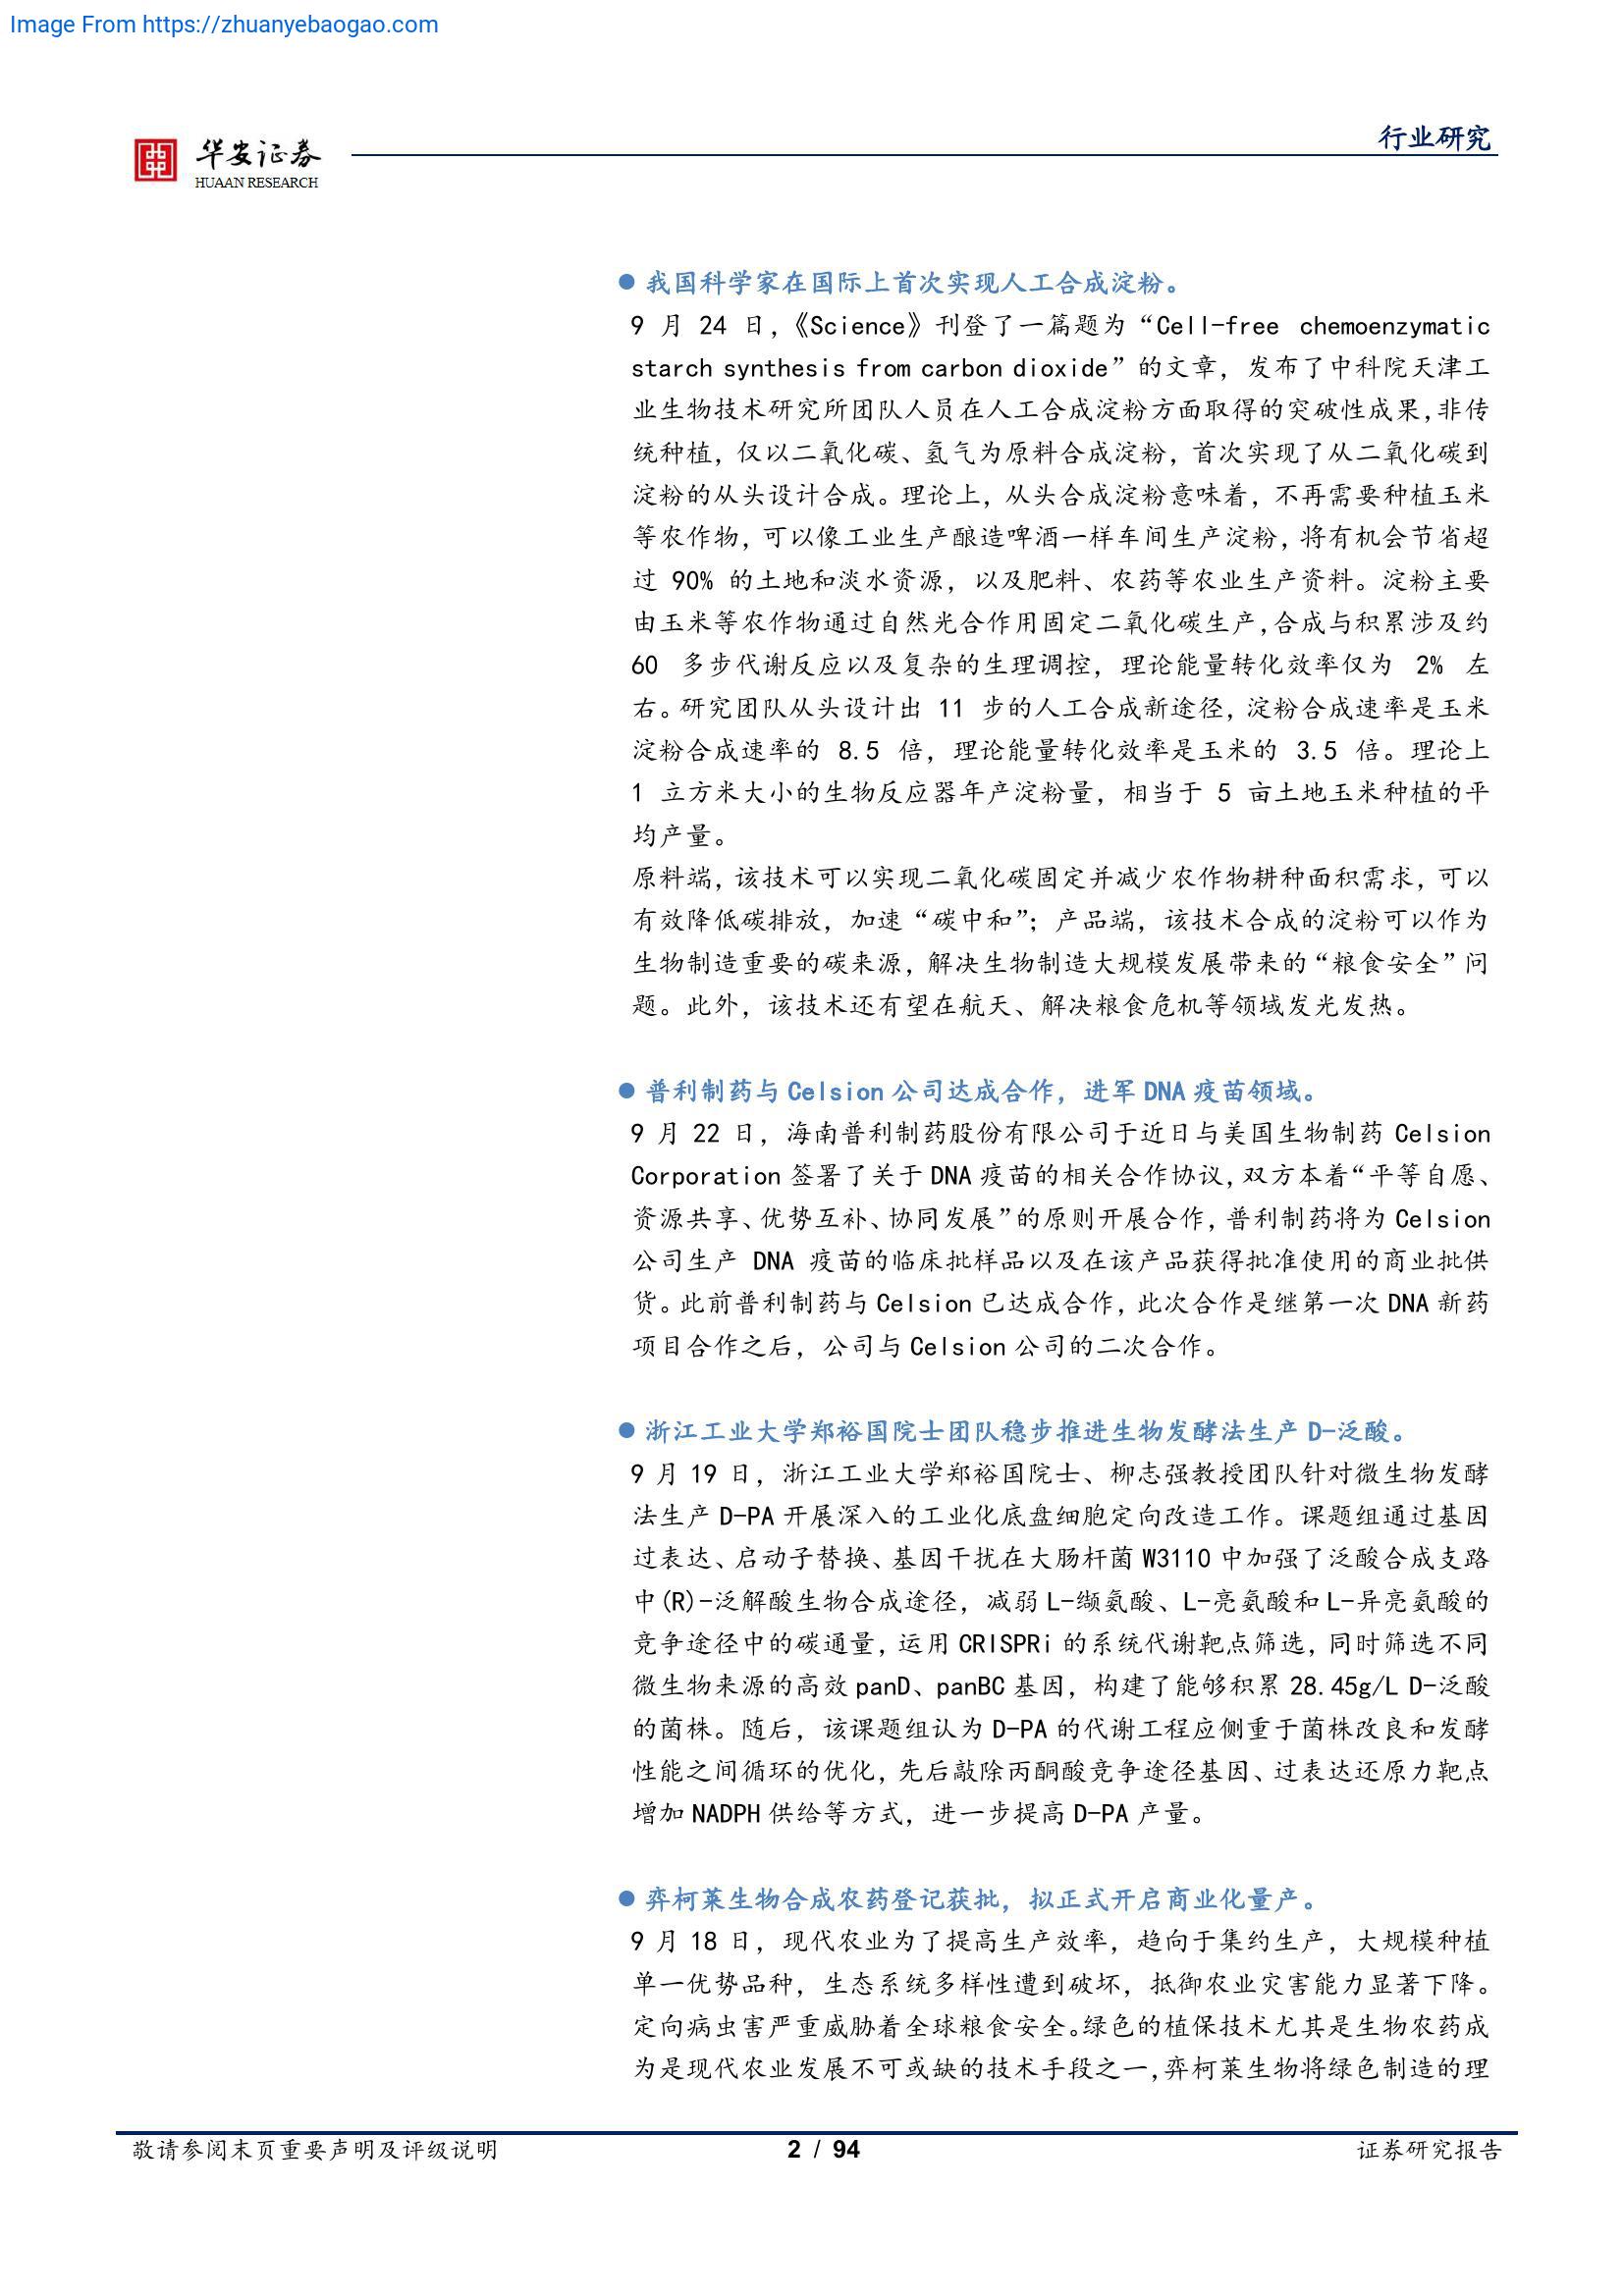 Image From https://zhuanyebaogao.com
华安证券
HUAAN RESEARCH
行业研究
● 我国科学家在国际上首次实现人工合成淀粉。
9 月 24 日，《Science》刊登了一篇题为“Cell-free chemoenzymatic
starch synthesis from carbon dioxide”的文章，发布了中科院天津工
业生物技术研究所团队人员在人工合成淀粉方面取得的突破性成果，非传
统种植，仅以二氧化碳、氢气为原料合成淀粉，首次实现了从二氧化碳到
淀粉的从头设计合成。理论上，从头合成淀粉意味着，不再需要种植玉米
等农作物，可以像工业生产酿造啤酒一样车间生产淀粉，将有机会节省超
过 90% 的土地和淡水资源，以及肥料、农药等农业生产资料。淀粉主要
由玉米等农作物通过自然光合作用固定二氧化碳生产，合成与积累涉及约
60 多步代谢反应以及复杂的生理调控，理论能量转化效率仅为 2% 左
右。研究团队从头设计出 11 步的人工合成新途径，淀粉合成速率是玉米
淀粉合成速率的 8.5 倍，理论能量转化效率是玉米的 3.5 倍。理论上
1 立方米大小的生物反应器年产淀粉量，相当于 5 亩土地玉米种植的平
均产量。
原料端，该技术可以实现二氧化碳固定并减少农作物耕种面积需求，可以
有效降低碳排放，加速“碳中和”；产品端，该技术合成的淀粉可以作为
生物制造重要的碳来源，解决生物制造大规模发展带来的“粮食安全”问
题。此外，该技术还有望在航天、解决粮食危机等领域发光发热。
● 普利制药与 Celsion 公司达成合作，进军 DNA 疫苗领域。
9 月 22 日，海南普利制药股份有限公司于近日与美国生物制药 Celsion
Corporation 签署了关于 DNA 疫苗的相关合作协议，双方本着“平等自愿、
资源共享、优势互补、协同发展”的原则开展合作，普利制药将为 Celsion
公司生产 DNA 疫苗的临床批样品以及在该产品获得批准使用的商业批供
货。此前普利制药与 Celsion 已达成合作，此次合作是继第一次 DNA 新药
项目合作之后，公司与 Celsion 公司的二次合作。
● 浙江工业大学郑裕国院士团队稳步推进生物发酵法生产 D-泛酸。
9 月 19 日，浙江工业大学郑裕国院士、柳志强教授团队针对微生物发酵
法生产 D-PA 开展深入的工业化底盘细胞定向改造工作。课题组通过基因
过表达、启动子替换、基因干扰在大肠杆菌 W3110 中加强了泛酸合成支路
中(R)-泛解酸生物合成途径，减弱 L-缬氨酸、L-亮氨酸和 L-异亮氨酸的
竞争途径中的碳通量，运用 CRISPRi 的系统代谢靶点筛选，同时筛选不同
微生物来源的高效 panD、panBC 基因，构建了能够积累 28.45g/L D-泛酸
的菌株。随后，该课题组认为 D-PA 的代谢工程应侧重于菌株改良和发酵
性能之间循环的优化，先后敲除丙酮酸竞争途径基因、过表达还原力靶点
增加 NADPH 供给等方式，进一步提高 D-PA 产量。
● 弈柯莱生物合成农药登记获批，拟正式开启商业化量产。
9 月 18 日，现代农业为了提高生产效率，趋向于集约生产，大规模种植
单一优势品种，生态系统多样性遭到破坏，抵御农业灾害能力显著下降。
定向病虫害严重威胁着全球粮食安全。绿色的植保技术尤其是生物农药成
为是现代农业发展不可或缺的技术手段之一，弈柯莱生物将绿色制造的理
敬请参阅末页重要声明及评级说明
2 / 94
证券研究报告